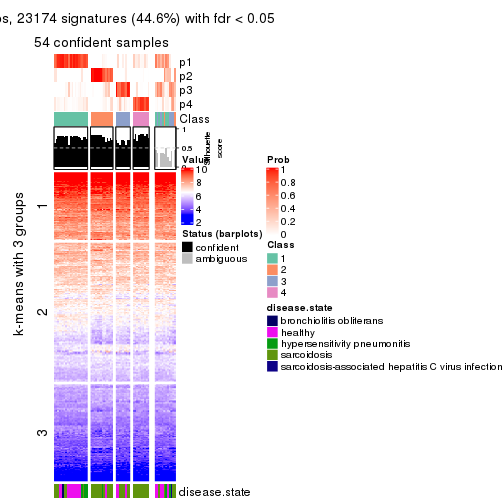 s, 23174 signatures (44.6%) with fdr < 0.05
54 confident samples
p1
p2
p3
p4
Class
1
0.5
0
Silhouette
score
Value
10
8
6
4
2
Prob
1
0.8
0.6
0.4
0.2
0
Status (barplots)
confident
ambiguous
Class
1
2
3
4
disease.state
bronchiolitis obliterans
healthy
hypersensitivity pneumonitis
sarcoidosis
sarcoidosis-associated hepatitis C virus infection
k-means with 3 groups
1
2
3
disease.state